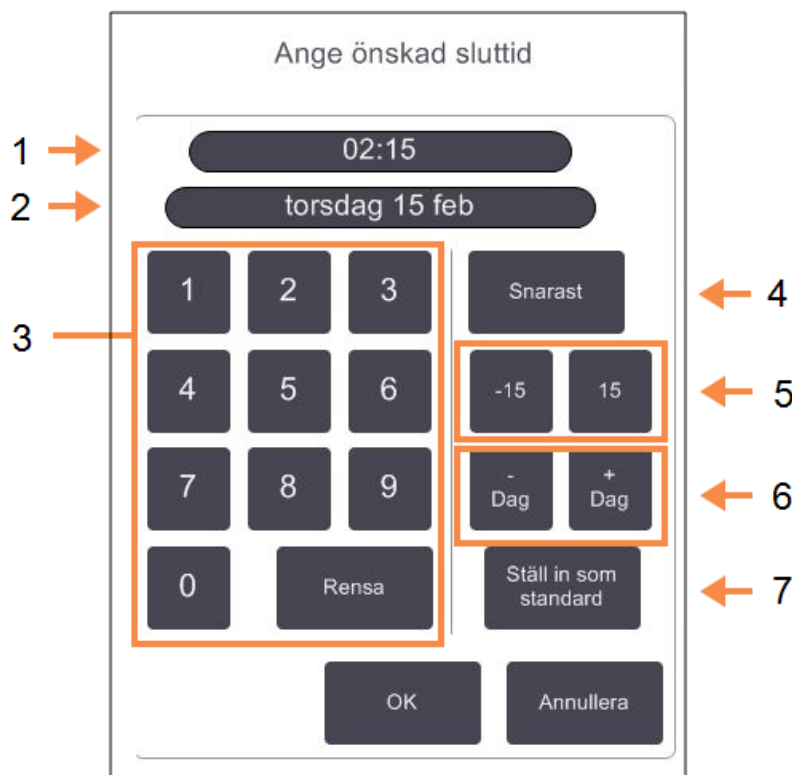 Ange önskad sluttid
1
02:15
2
torsdag 15 feb
3
1 2 3
4 5 6
7 8 9
0 Rensa
Snarast
4
-15 15
5
-
Dag
+
Dag
6
Ställ in som
standard
7
OK Annullera